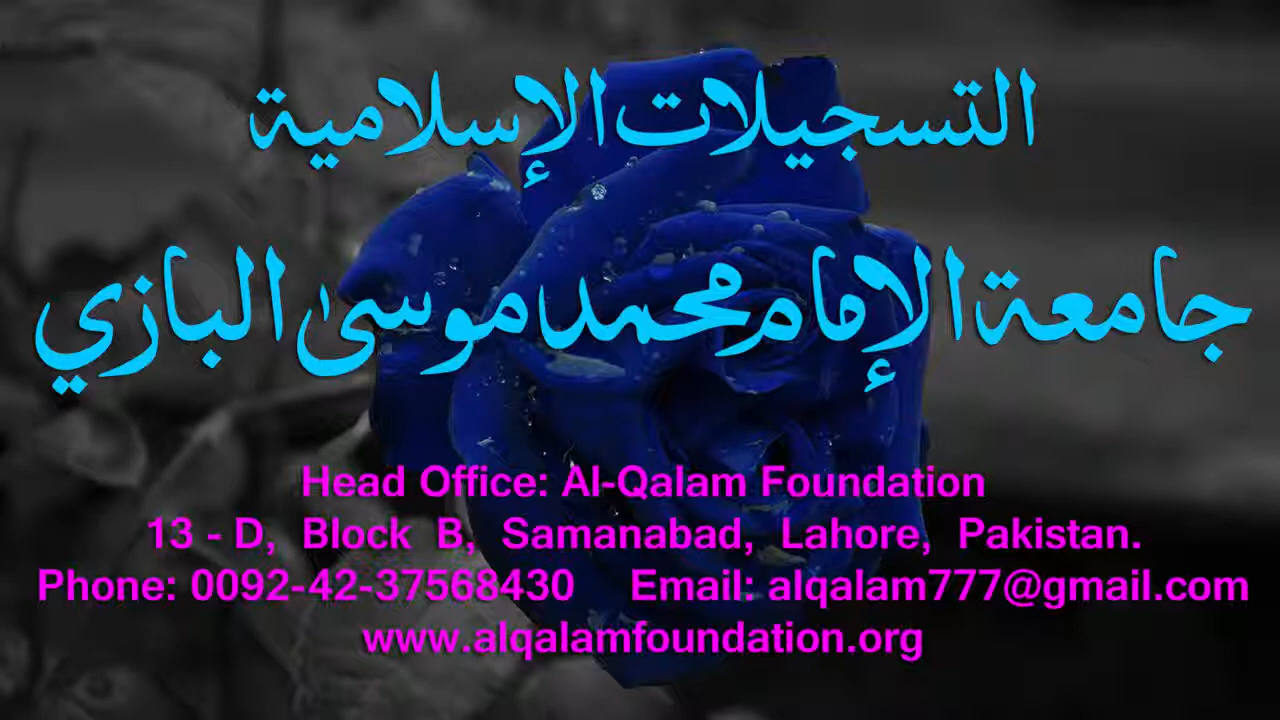 التسجيلات الإسلامية
جامعة الإمام محمد موسىٰ البازي
Head Office: Al-Qalam Foundation
13 - D, Block B, Samanabad, Lahore, Pakistan.
Phone: 0092-42-37568430 Email: alqalam777@gmail.com
www.alqalamfoundation.org